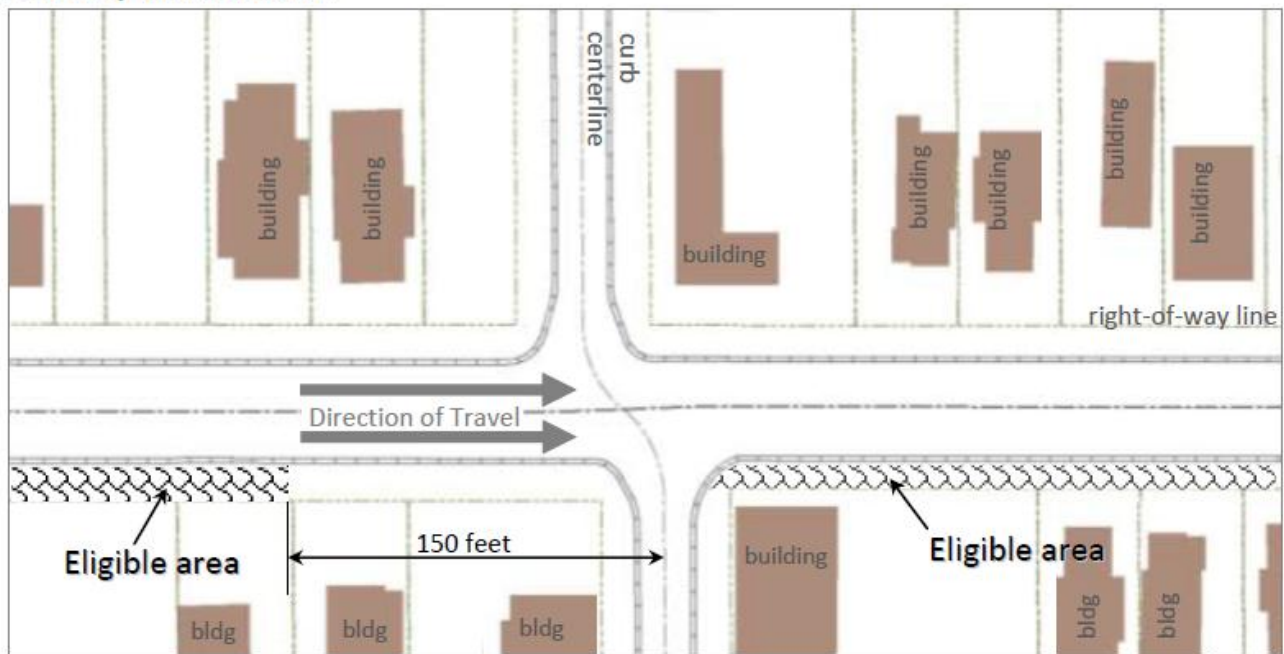 curb
centerline
building
building
building
building
building
building
building
right-of-way line
Direction of Travel
Eligible area
150 feet
Eligible area
building
bldg
bldg
bldg
bldg
bldg